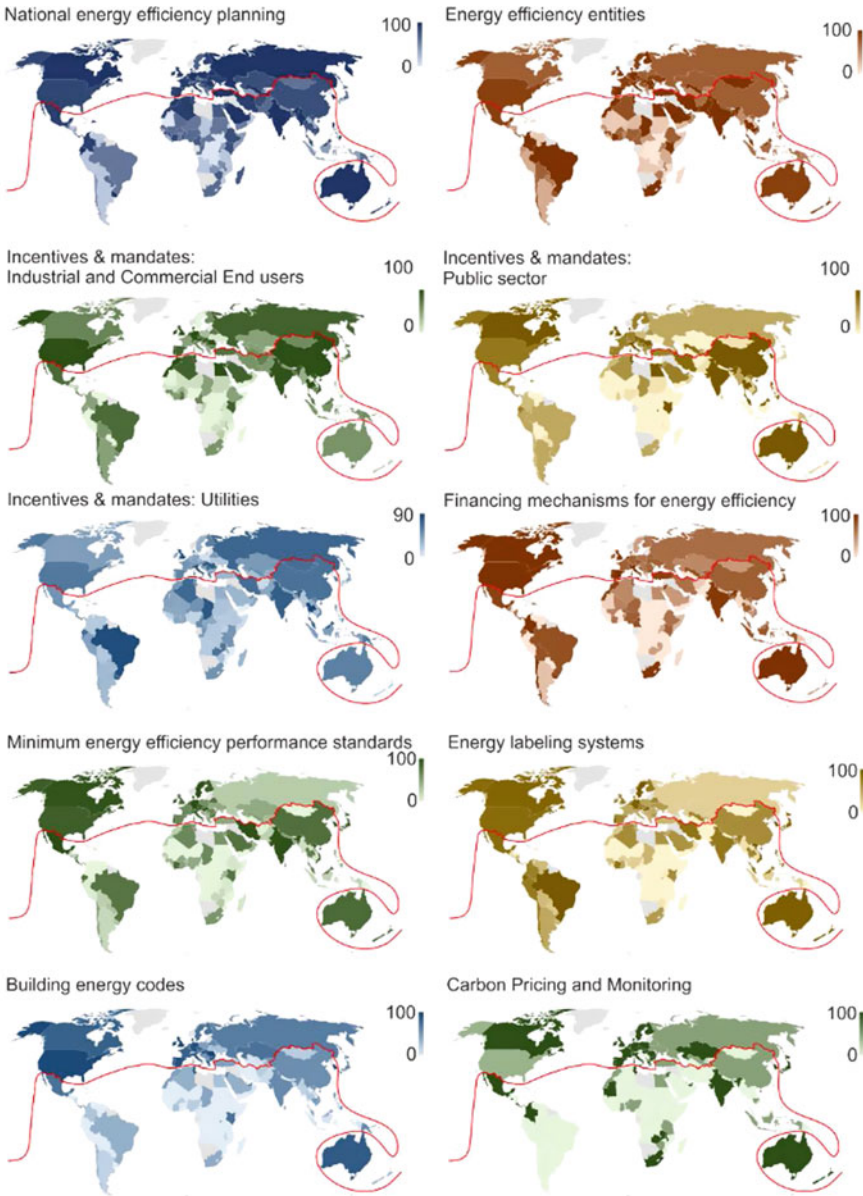 National energy efficiency planning
100
0
Energy efficiency entities
100
0
Incentives & mandates:
Industrial and Commercial End users
100
0
Incentives & mandates:
Public sector
100
0
Incentives & mandates: Utilities
90
0
Financing mechanisms for energy efficiency
100
0
Minimum energy efficiency performance standards
100
0
Energy labeling systems
100
0
Building energy codes
100
0
Carbon Pricing and Monitoring
100
0